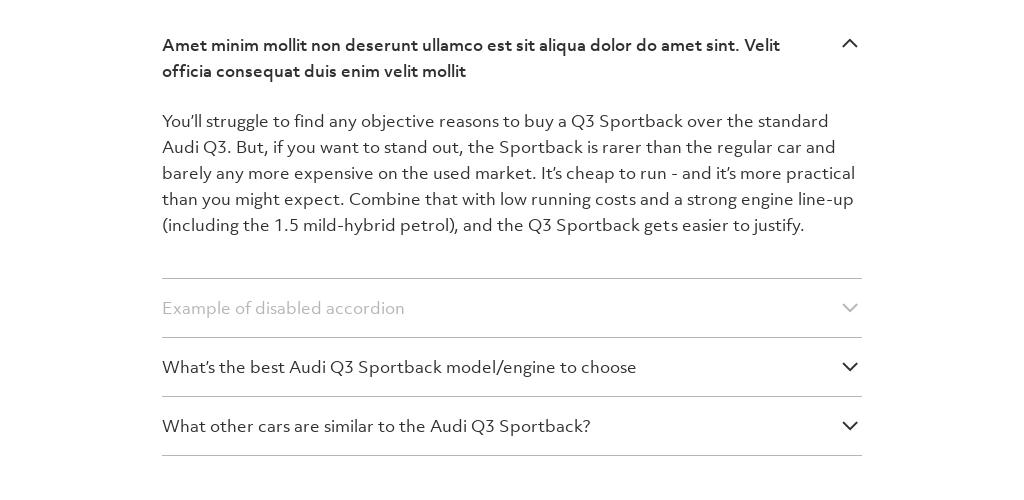 Amet minim mollit non deserunt ullamco est sit aliqua dolor do amet sint. Velit
officia consequat duis enim velit mollit
You’ll struggle to find any objective reasons to buy a Q3 Sportback over the standard
Audi Q3. But, if you want to stand out, the Sportback is rarer than the regular car and
barely any more expensive on the used market. It’s cheap to run - and it’s more practical
than you might expect. Combine that with low running costs and a strong engine line-up
(including the 1.5 mild-hybrid petrol), and the Q3 Sportback gets easier to justify.
Example of disabled accordion
What’s the best Audi Q3 Sportback model/engine to choose
What other cars are similar to the Audi Q3 Sportback?